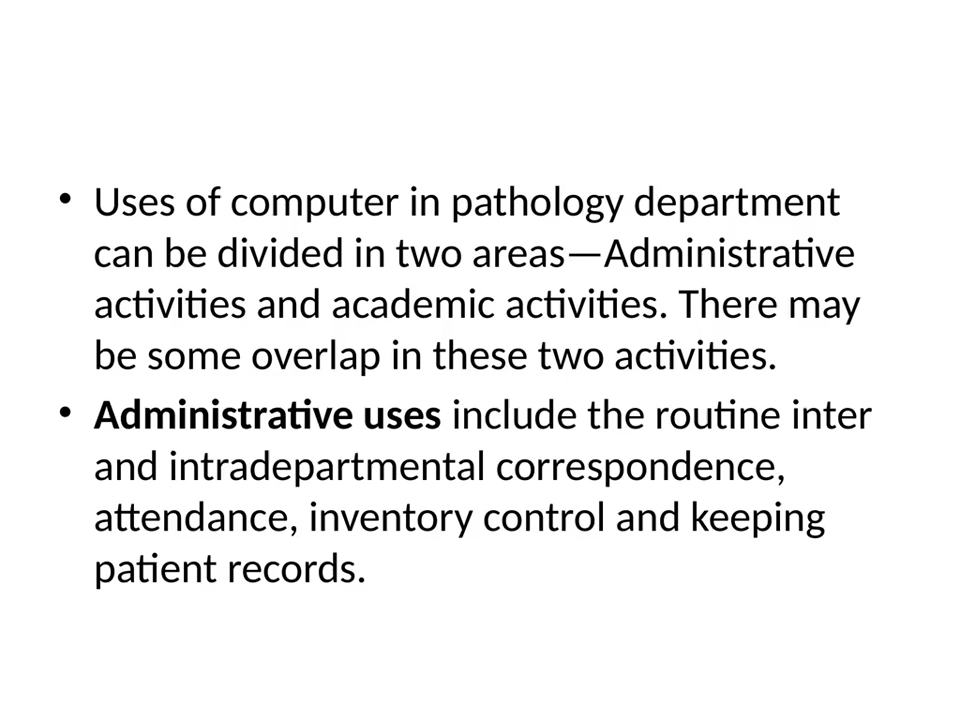 • Uses of computer in pathology department
can be divided in two areas—Administrative
activities and academic activities. There may
be some overlap in these two activities.
• Administrative uses include the routine inter
and intradepartmental correspondence,
attendance, inventory control and keeping
patient records.